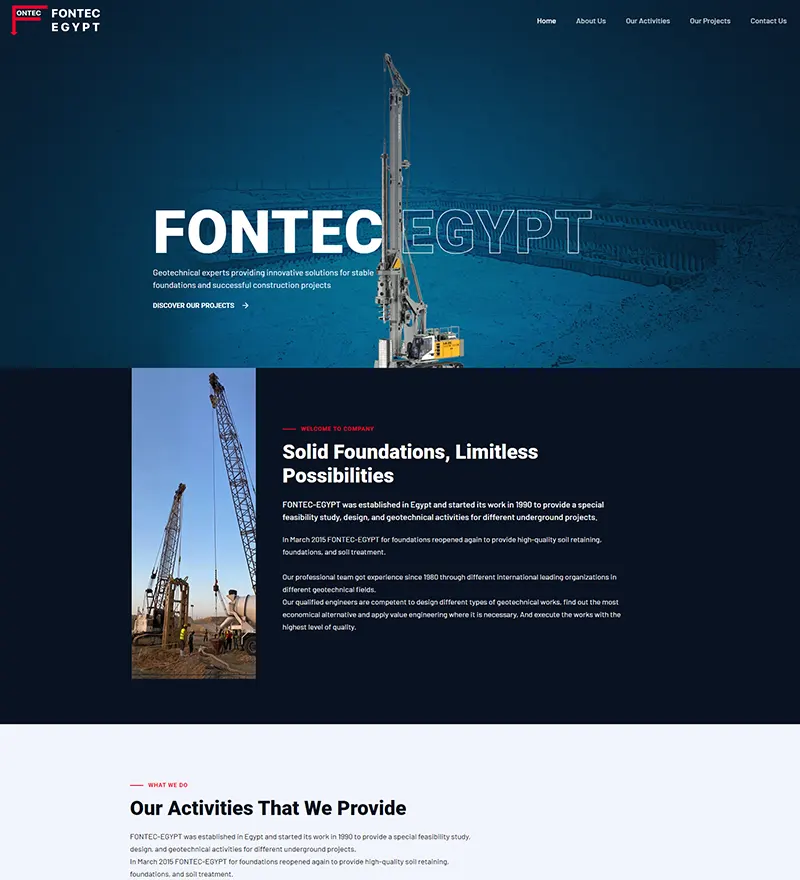 ONTEC
FONTEC
EGYPT
Home About Us Our Activities Our Projects Contact Us
FONTEC EGYPT
Geotechnical experts providing innovative solutions for stable
foundations and successful construction projects
DISCOVER OUR PROJECTS
WELCOME TO COMPANY
Solid Foundations, Limitless
Possibilities
FONTEC-EGYPT was established in Egypt and started its work in 1990 to provide a special
feasibility study, design, and geotechnical activities for different underground projects.
In March 2015 FONTEC-EGYPT for foundations reopened again to provide high-quality soil retaining,
foundations, and soil treatment.
Our professional team got experience since 1980 through different international leading organizations in
different geotechnical fields.
Our qualified engineers are competent to design different types of geotechnical works, find out the most
economical alternative and apply value engineering where it is necessary. And execute the works with the
highest level of quality.
WHAT WE DO
Our Activities That We Provide
FONTEC-EGYPT was established in Egypt and started its work in 1990 to provide a special feasibility study,
design, and geotechnical activities for different underground projects.
In March 2015 FONTEC-EGYPT for foundations reopened again to provide high-quality soil retaining,
foundations, and soil treatment.